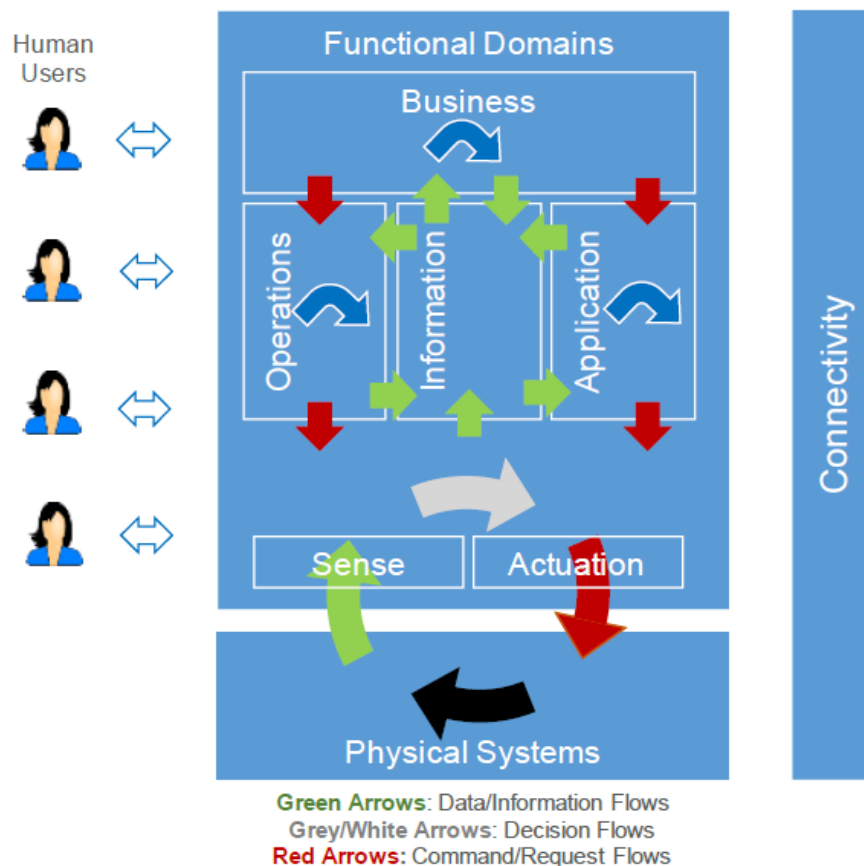 Human
Users
Functional Domains
Business
Operations
Information
Application
Sense
Actuation
Physical Systems
Connectivity
Green Arrows: Data/Information Flows
Grey/White Arrows: Decision Flows
Red Arrows: Command/Request Flows